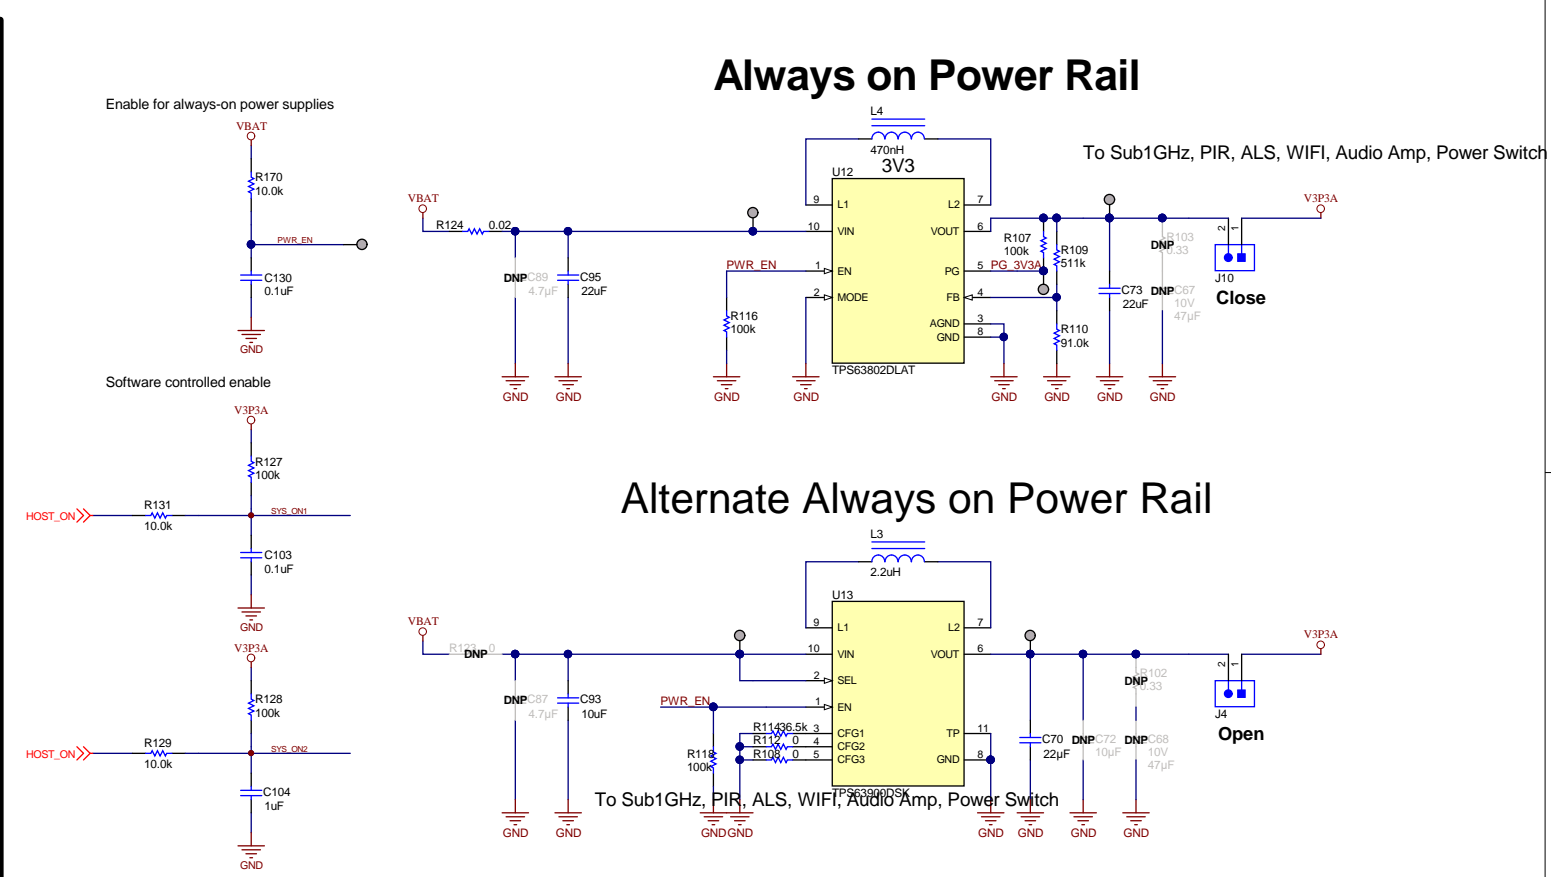 Always on Power Rail
Enable for always-on power supplies
VBAT
R170
10.0k
PWR_EN
C130
0.1uF
GND
VBAT
R124
0.02
DNP
C89
4.7µF
C95
22uF
GND
GND
L4
470nH
3V3
U12
9
L1
L2
7
10
VIN
VOUT
6
PWR_EN
1
EN
PG
5
PG_3V3A
2
MODE
FB
4
AGND
3
GND
8
TPS63802DLAT
R116
100k
GND
GND
To Sub1GHz, PIR, ALS, WIFI, Audio Amp, Power Switch
R107
100k
R109
511k
R110
91.0k
C73
22uF
DNP
R103
0.33
DNP
C67
10V
47µF
GND
GND
GND
GND
V3P3A
2
1
J10
Close
Software controlled enable
V3P3A
R127
100k
HOST_ON
R131
10.0k
SYS_ON1
C103
0.1uF
GND
V3P3A
R128
100k
HOST_ON
R129
10.0k
SYS_ON2
C104
1uF
GND
Alternate Always on Power Rail
L3
2.2uH
U13
VBAT
DNP
0
DNP
C87
4.7µF
C93
10uF
GND
GND
9
L1
L2
7
10
VIN
VOUT
6
2
SEL
PWR_EN
1
EN
R114
36.5k
3
CFG1
TP
11
R112
0
4
CFG2
R108
0
5
CFG3
GND
8
R118
100k
TPS63900DSK
To Sub1GHz, PIR, ALS, WIFI, Audio Amp, Power Switch
GND
GND
C70
22µF
DNP
C72
10µF
DNP
R102
0.33
DNP
C68
10V
47µF
GND
GND
GND
GND
V3P3A
2
1
J4
Open